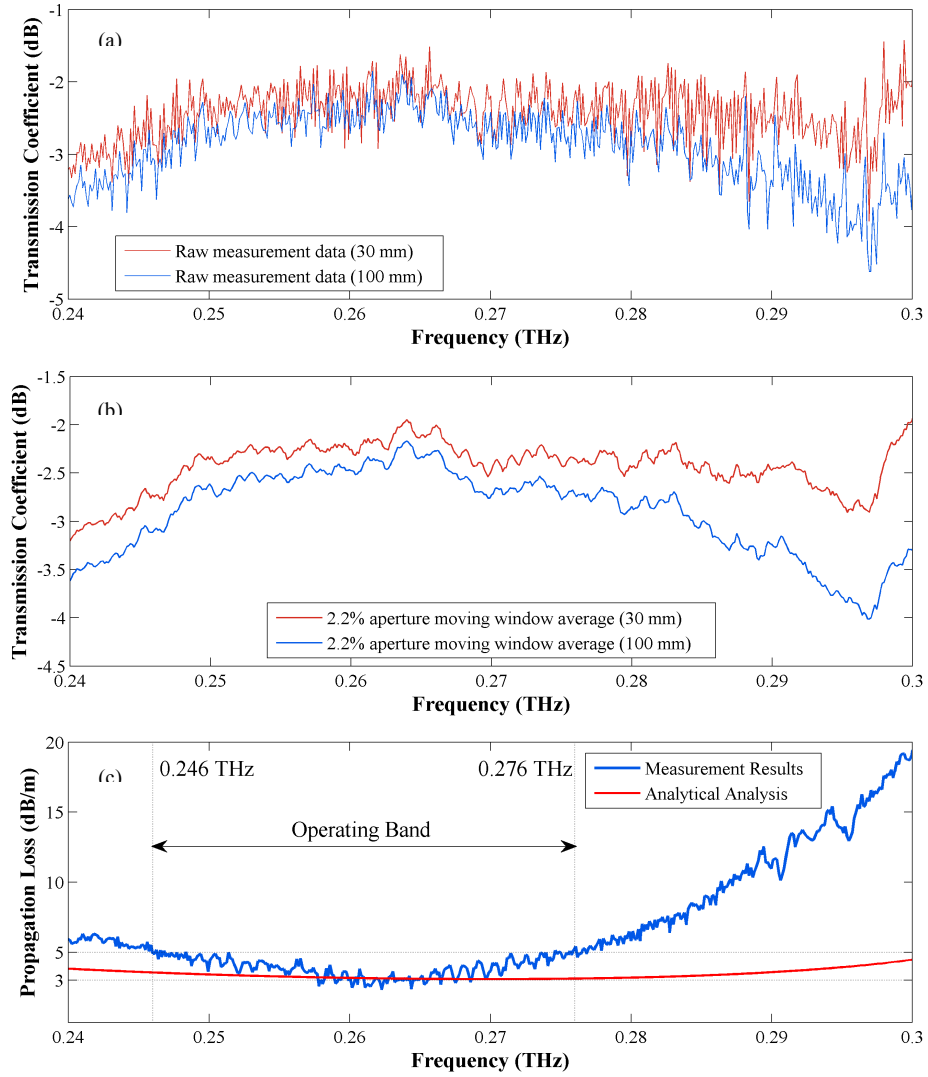 -1
(a)
-2
-3
-4
-5
Transmission Coefficient (dB)
Raw measurement data (30 mm)
Raw measurement data (100 mm)
0.24 0.25 0.26 0.27 0.28 0.29 0.3
Frequency (THz)
-1.5
(b)
-2
-2.5
-3
-3.5
-4
-4.5
Transmission Coefficient (dB)
2.2% aperture moving window average (30 mm)
2.2% aperture moving window average (100 mm)
0.24 0.25 0.26 0.27 0.28 0.29 0.3
Frequency (THz)
20
(c)
0.246 THz 0.276 THz
Measurement Results
Analytical Analysis
15
Operating Band
10
5
3
Propagation Loss (dB/m)
0.24 0.25 0.26 0.27 0.28 0.29 0.3
Frequency (THz)